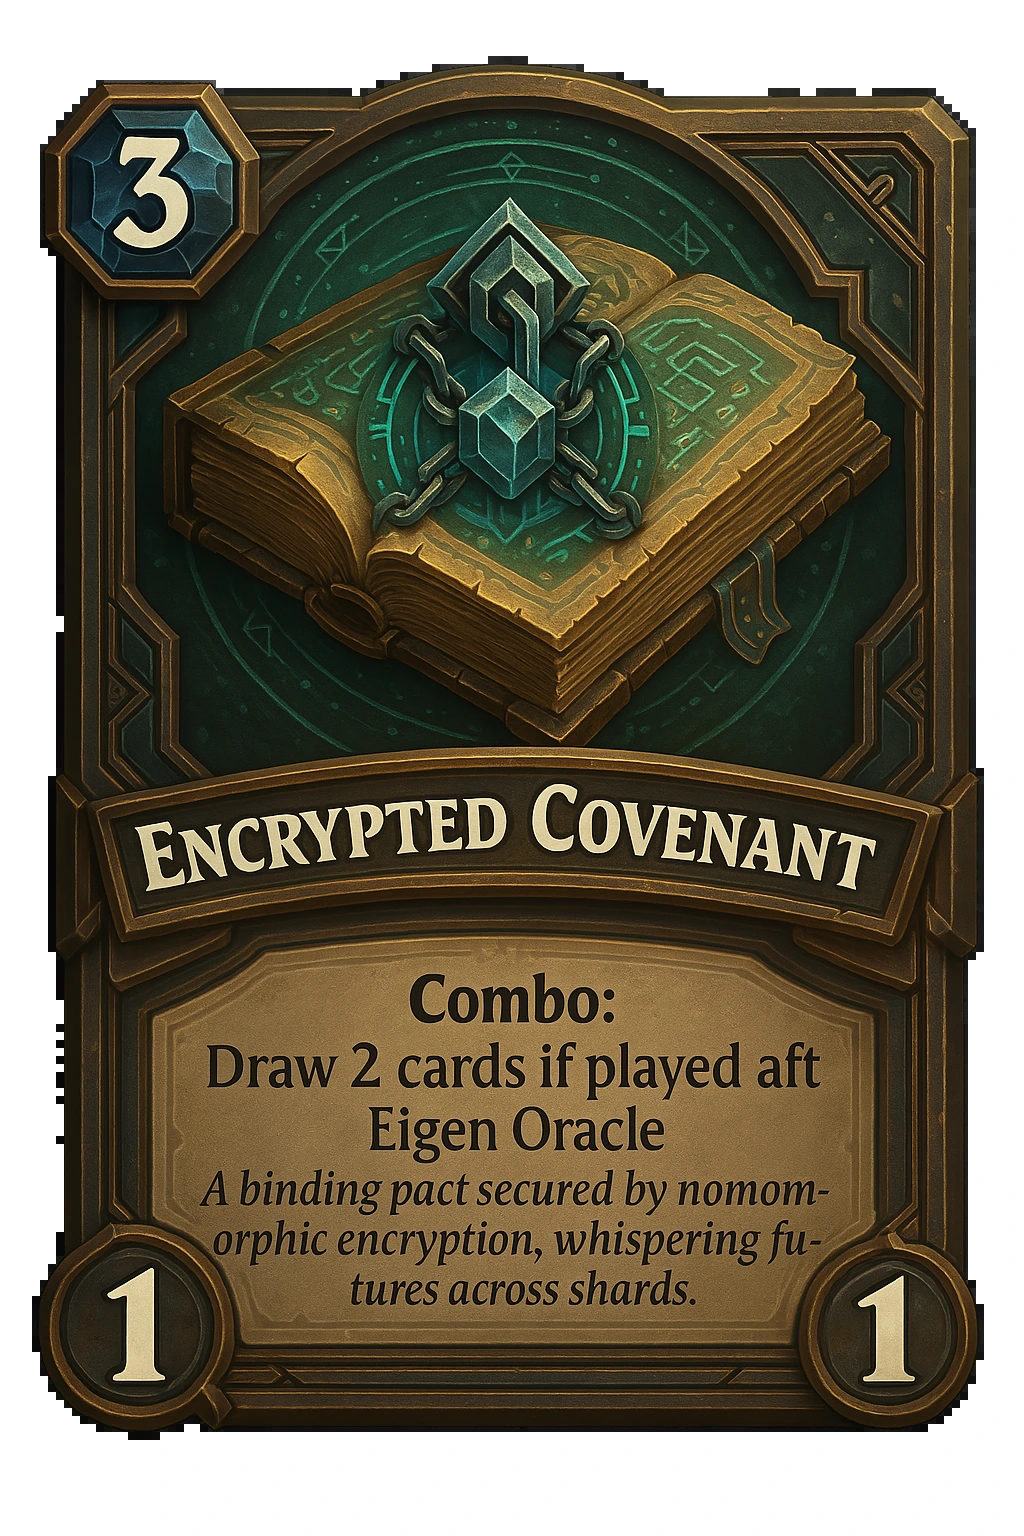 3
ENCRYPTED COVENANT
Combo:
Draw 2 cards if played aft
Eigen Oracle
A binding pact secured by nomom-
orphic encryption, whispering fu-
tures across shards.
1
1